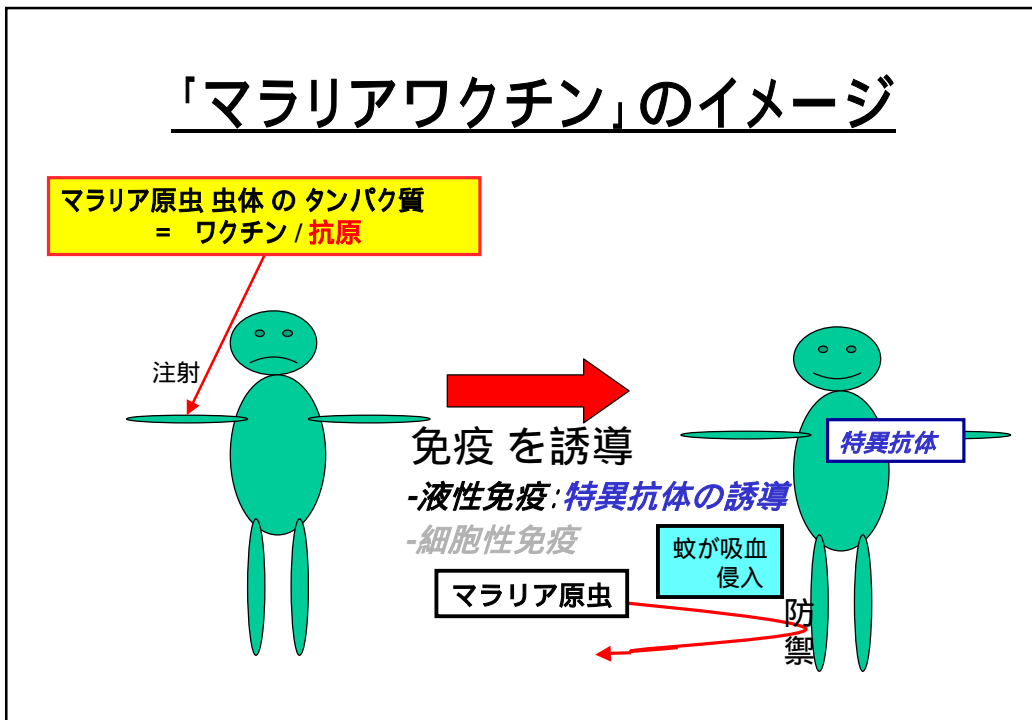 「マラリアワクチン」のイメージ
マラリア原虫 虫体 の タンパク質
= ワクチン / 抗原
注射
免疫 を誘導
-液性免疫:特異抗体の誘導
-細胞性免疫
特異抗体
蚊が吸血
侵入
マラリア原虫
防
禦